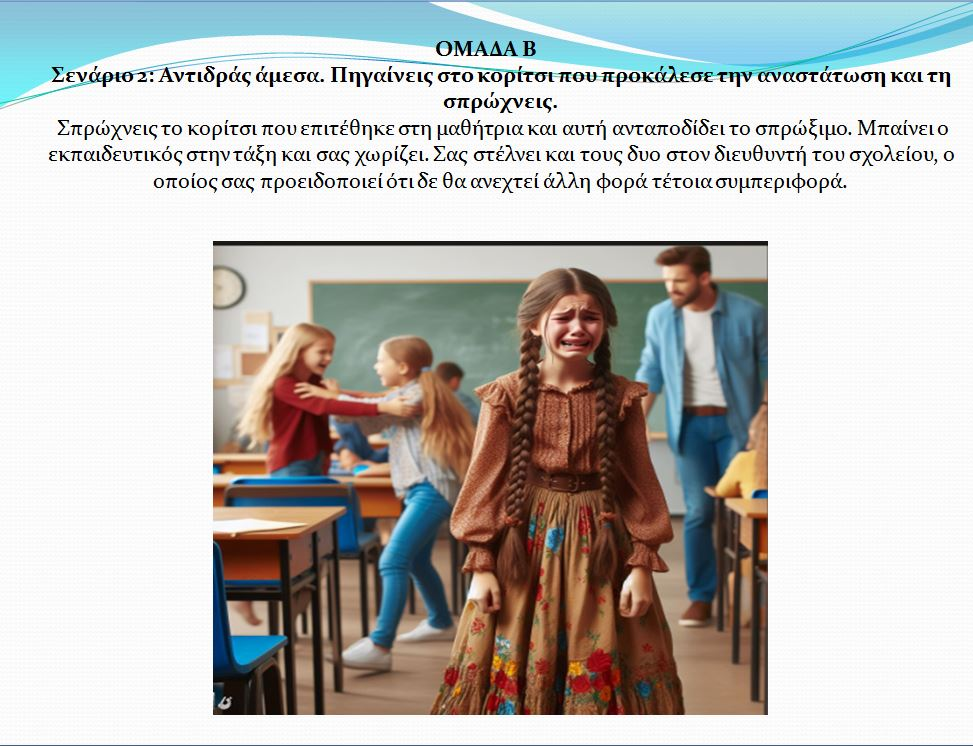 ΟΜΑΔΑ Β
Σενάριο 2: Αντιδράς άμεσα. Πηγαίνεις στο κορίτσι που προκάλεσε την αναστάτωση και τη
σπρώχνεις.
Σπρώχνεις το κορίτσι που επιτέθηκε στη μαθήτρια και αυτή ανταποδίδει το σπρώξιμο. Μπαίνει ο
εκπαιδευτικός στην τάξη και σας χωρίζει. Σας στέλνει και τους δυο στον διευθυντή του σχολείου, ο
οποίος σας προειδοποιεί ότι δε θα ανεχτεί άλλη φορά τέτοια συμπεριφορά.